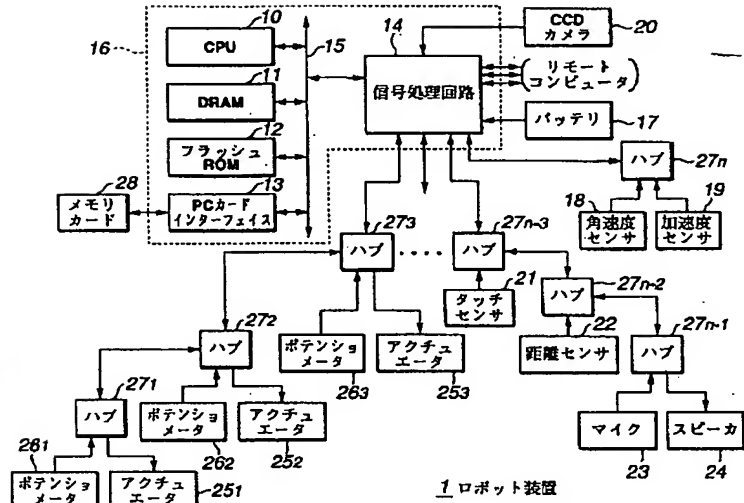 16
10
CPU
15
14
CCD
カメラ
20
11
DRAM
信号処理回路
(リモート
コンピュータ)
12
フラッシュ
ROM
バッテリ
17
28
メモリ
カード
13
PCカード
インターフェイス
ハブ
27n
18
角速度
センサ
加速度
センサ
19
273
ハブ
27n-3
ハブ
21
タッチ
センサ
27n-2
ハブ
22
距離センサ
27n-1
ハブ
272
ハブ
ポテンショ
メータ
263
アクチュ
エータ
253
271
ハブ
ポテンショ
メータ
262
アクチュ
エータ
252
マイク
23
スピーカ
24
261
ポテンショ
メータ
アクチュ
エータ
251
1 ロボット装置